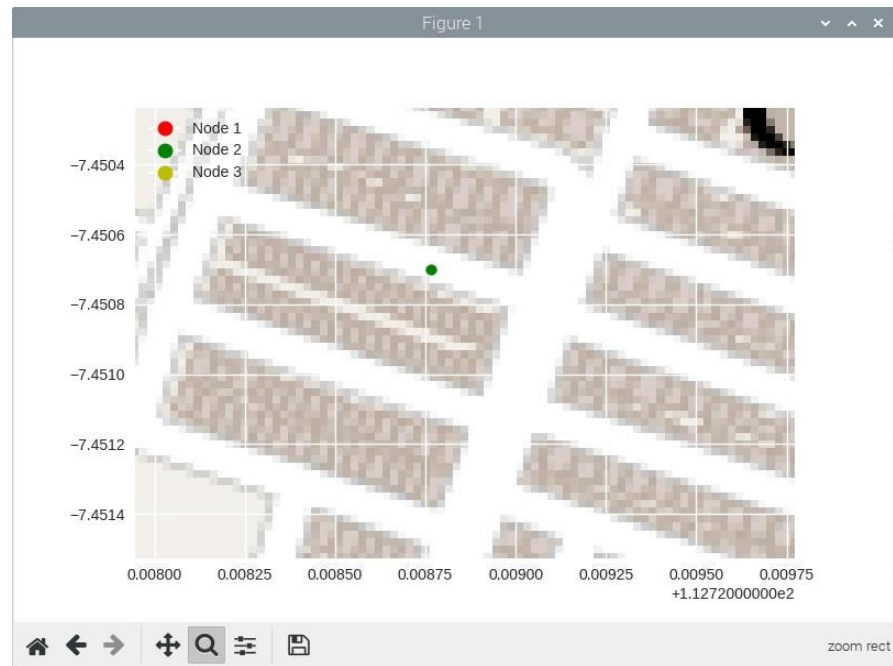 Figure 1
Node 1
Node 2
Node 3
−7.4504
−7.4506
−7.4508
−7.4510
−7.4512
−7.4514
0.00800 0.00825 0.00850 0.00875 0.00900 0.00925 0.00950 0.00975
+1.1272000000e2
zoom rect